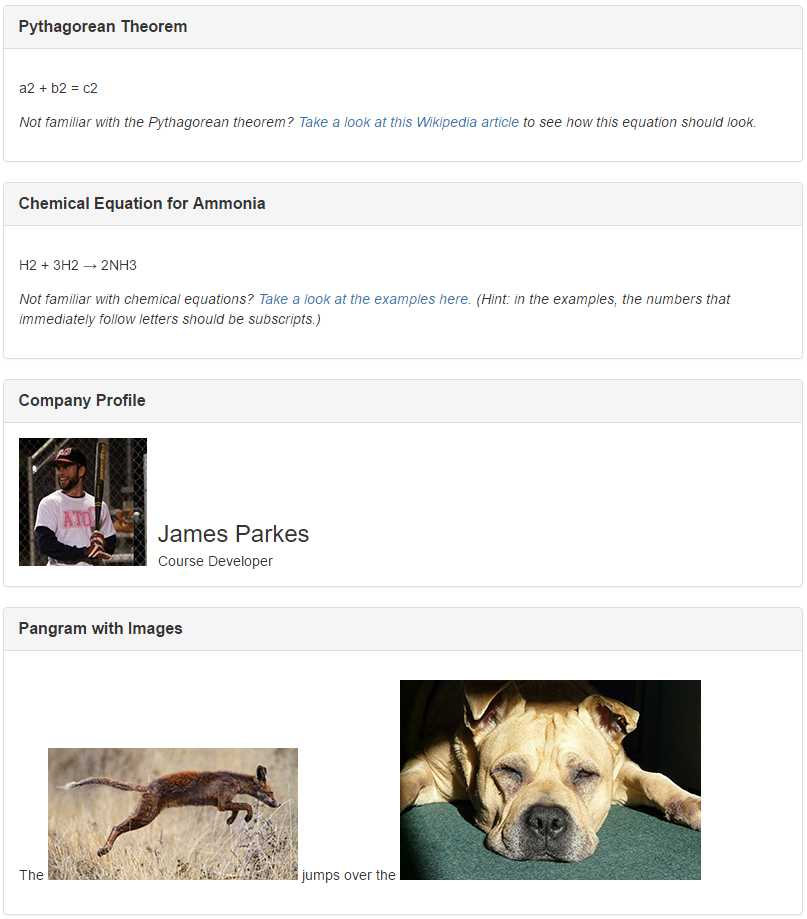 Pythagorean Theorem
a2 + b2 = c2
Not familiar with the Pythagorean theorem? Take a look at this Wikipedia article to see how this equation should look.
Chemical Equation for Ammonia
H2 + 3H2 → 2NH3
Not familiar with chemical equations? Take a look at the examples here. (Hint: in the examples, the numbers that
immediately follow letters should be subscripts.)
Company Profile
ATO
James Parkes
Course Developer
Pangram with Images
The jumps over the